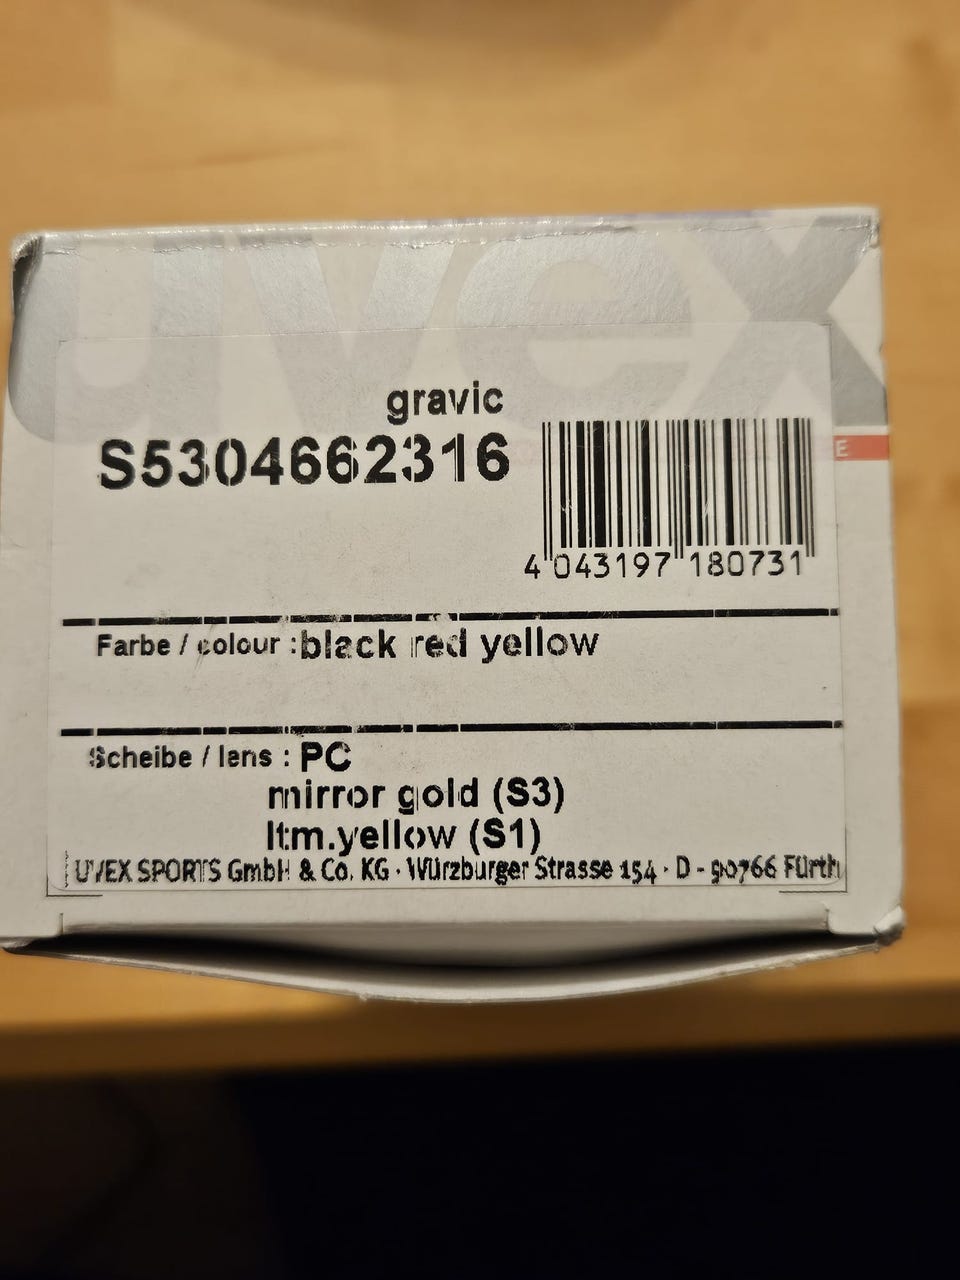 uvex
gravic
S5304662316
E
4 043197 180731
Farbe / colour : black red yellow
Scheibe / lens : PC
mirror gold (S3)
ltm.yellow (S1)
UVEX SPORTS GmbH & Co. KG · Würzburger Strasse 154 · D - 90766 Fürth